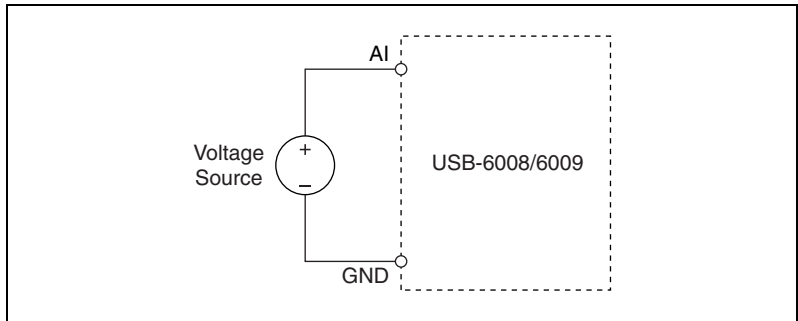 AI
+
Voltage
Source
−
USB-6008/6009
GND